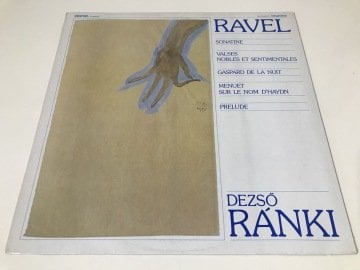 RAVEL
SONATINE
VALSES
NOBLES ET SENTIMENTALES
GASPARD DE LA NUIT
MENUET
SUR LE NOM D'HAYDN
PRELUDE
DEZSŐ
RÁNKI